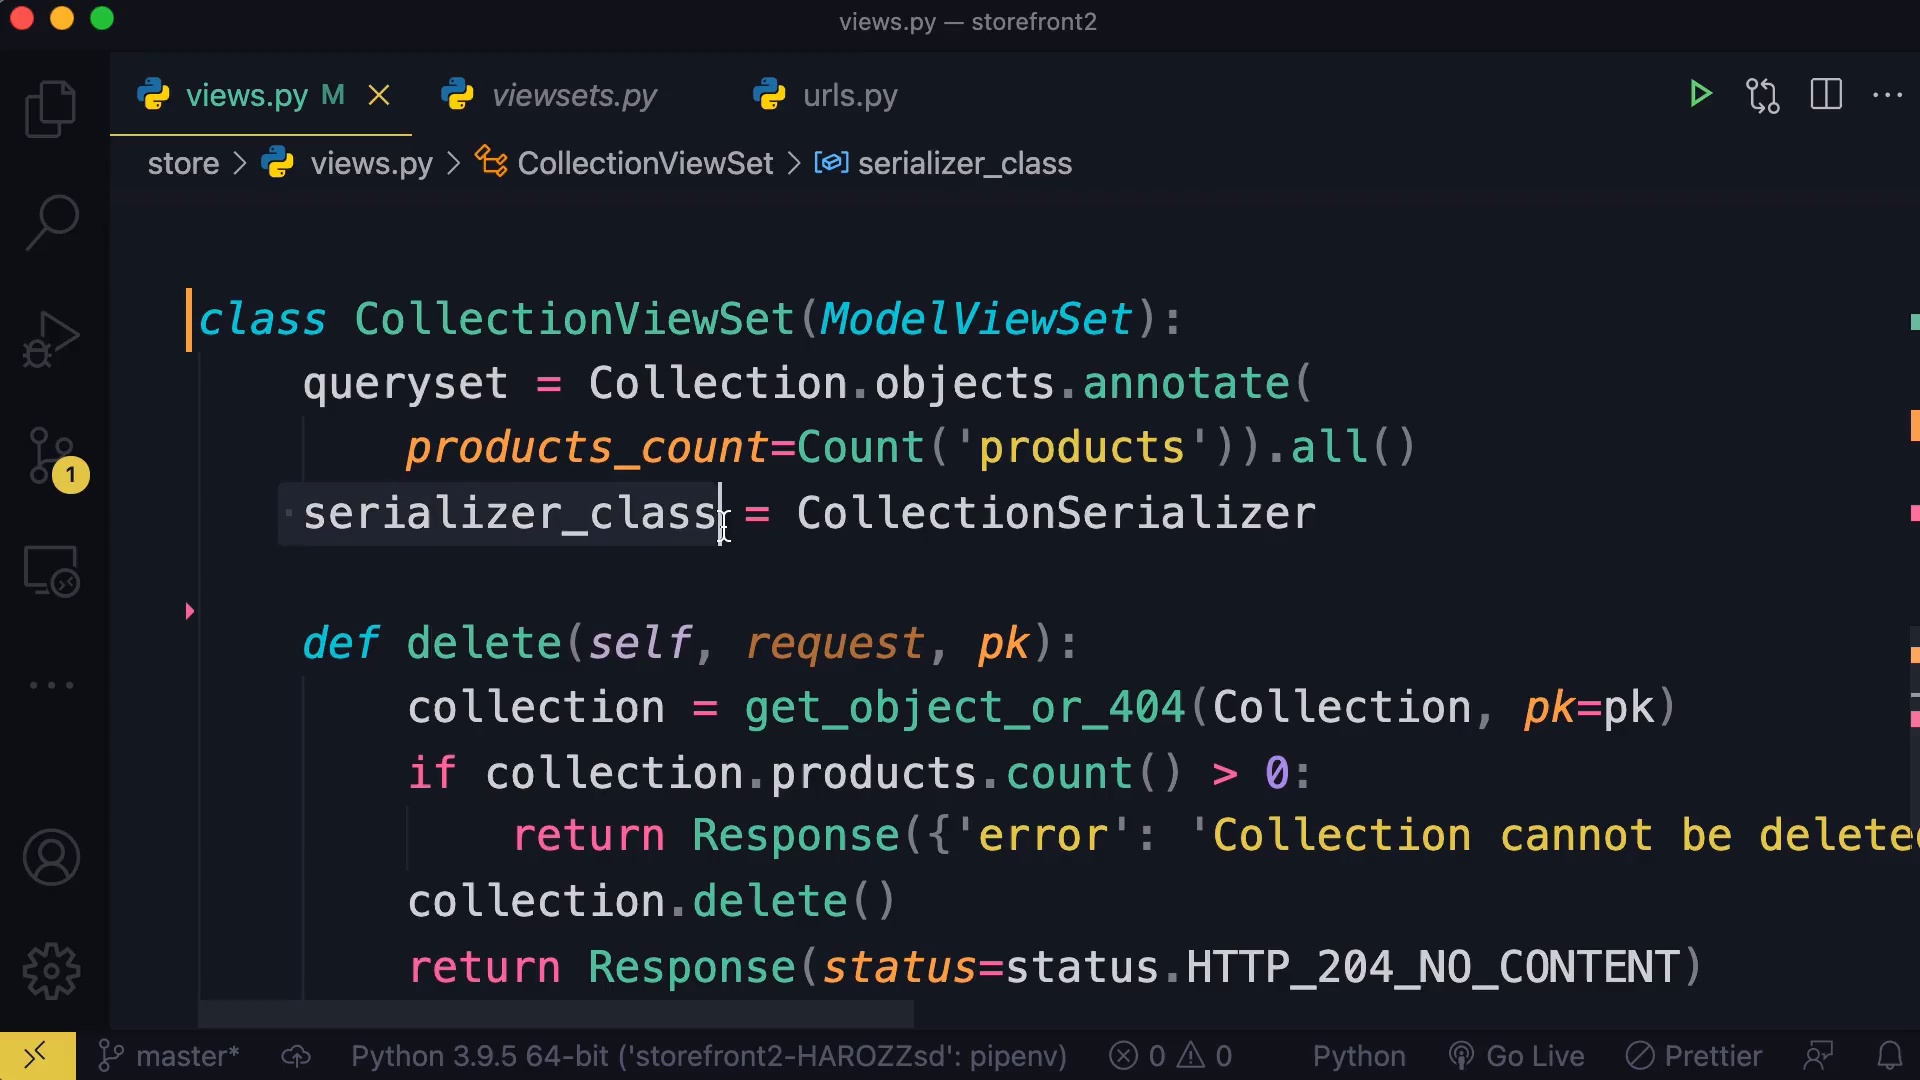 views.py — storefront2
views.py M
viewsets.py
urls.py
store > views.py > CollectionViewSet > serializer_class
class CollectionViewSet(ModelViewSet):
queryset = Collection.objects.annotate(
products_count=Count('products')).all()
serializer_class = CollectionSerializer
def delete(self, request, pk):
collection = get_object_or_404(Collection, pk=pk)
if collection.products.count() > 0:
return Response({'error': 'Collection cannot be delete
collection.delete()
return Response(status=status.HTTP_204_NO_CONTENT)
1
master* Python 3.9.5 64-bit ('storefront2-HAROZZsd': pipenv) 0 0 Python Go Live Prettier